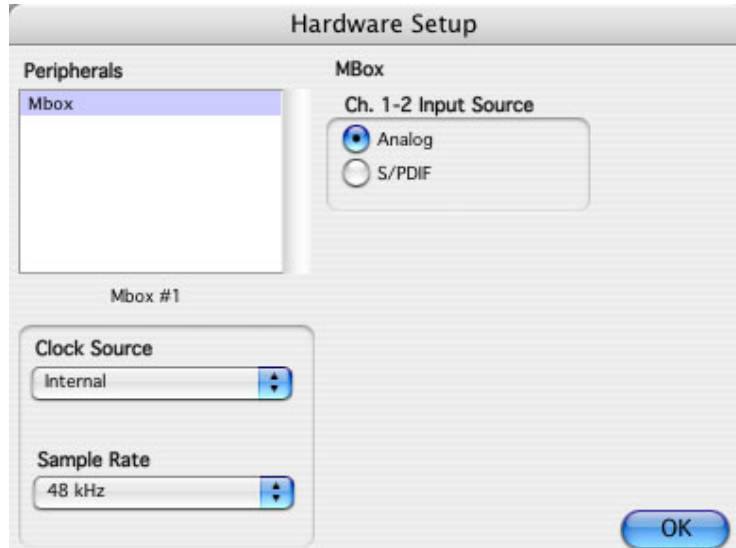 Hardware Setup
Peripherals
Mbox
Mbox #1
Clock Source
Internal
Sample Rate
48 kHz
MBox
Ch. 1-2 Input Source
Analog
S/PDIF
OK